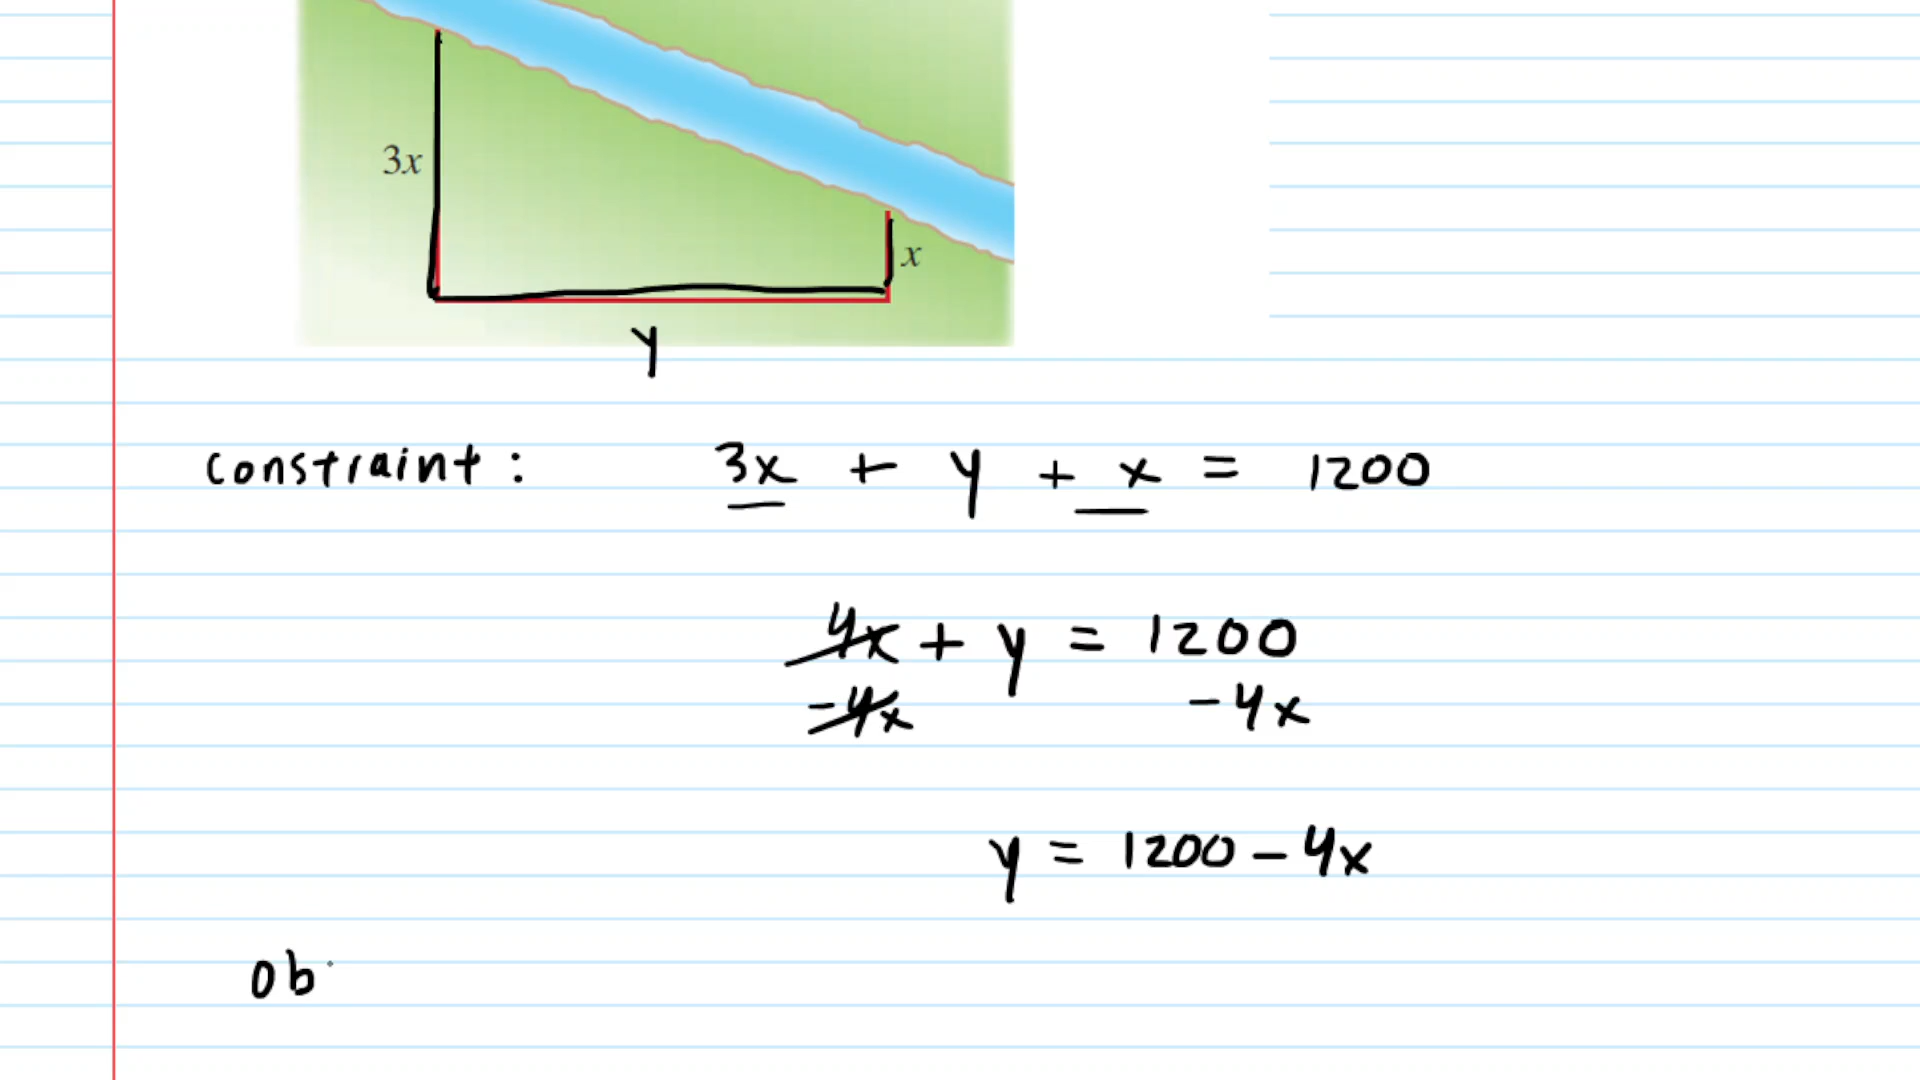 3x
x
y
constraint: 3x + y + x = 1200
4x + y = 1200
-4x -4x
y = 1200 - 4x
Ob